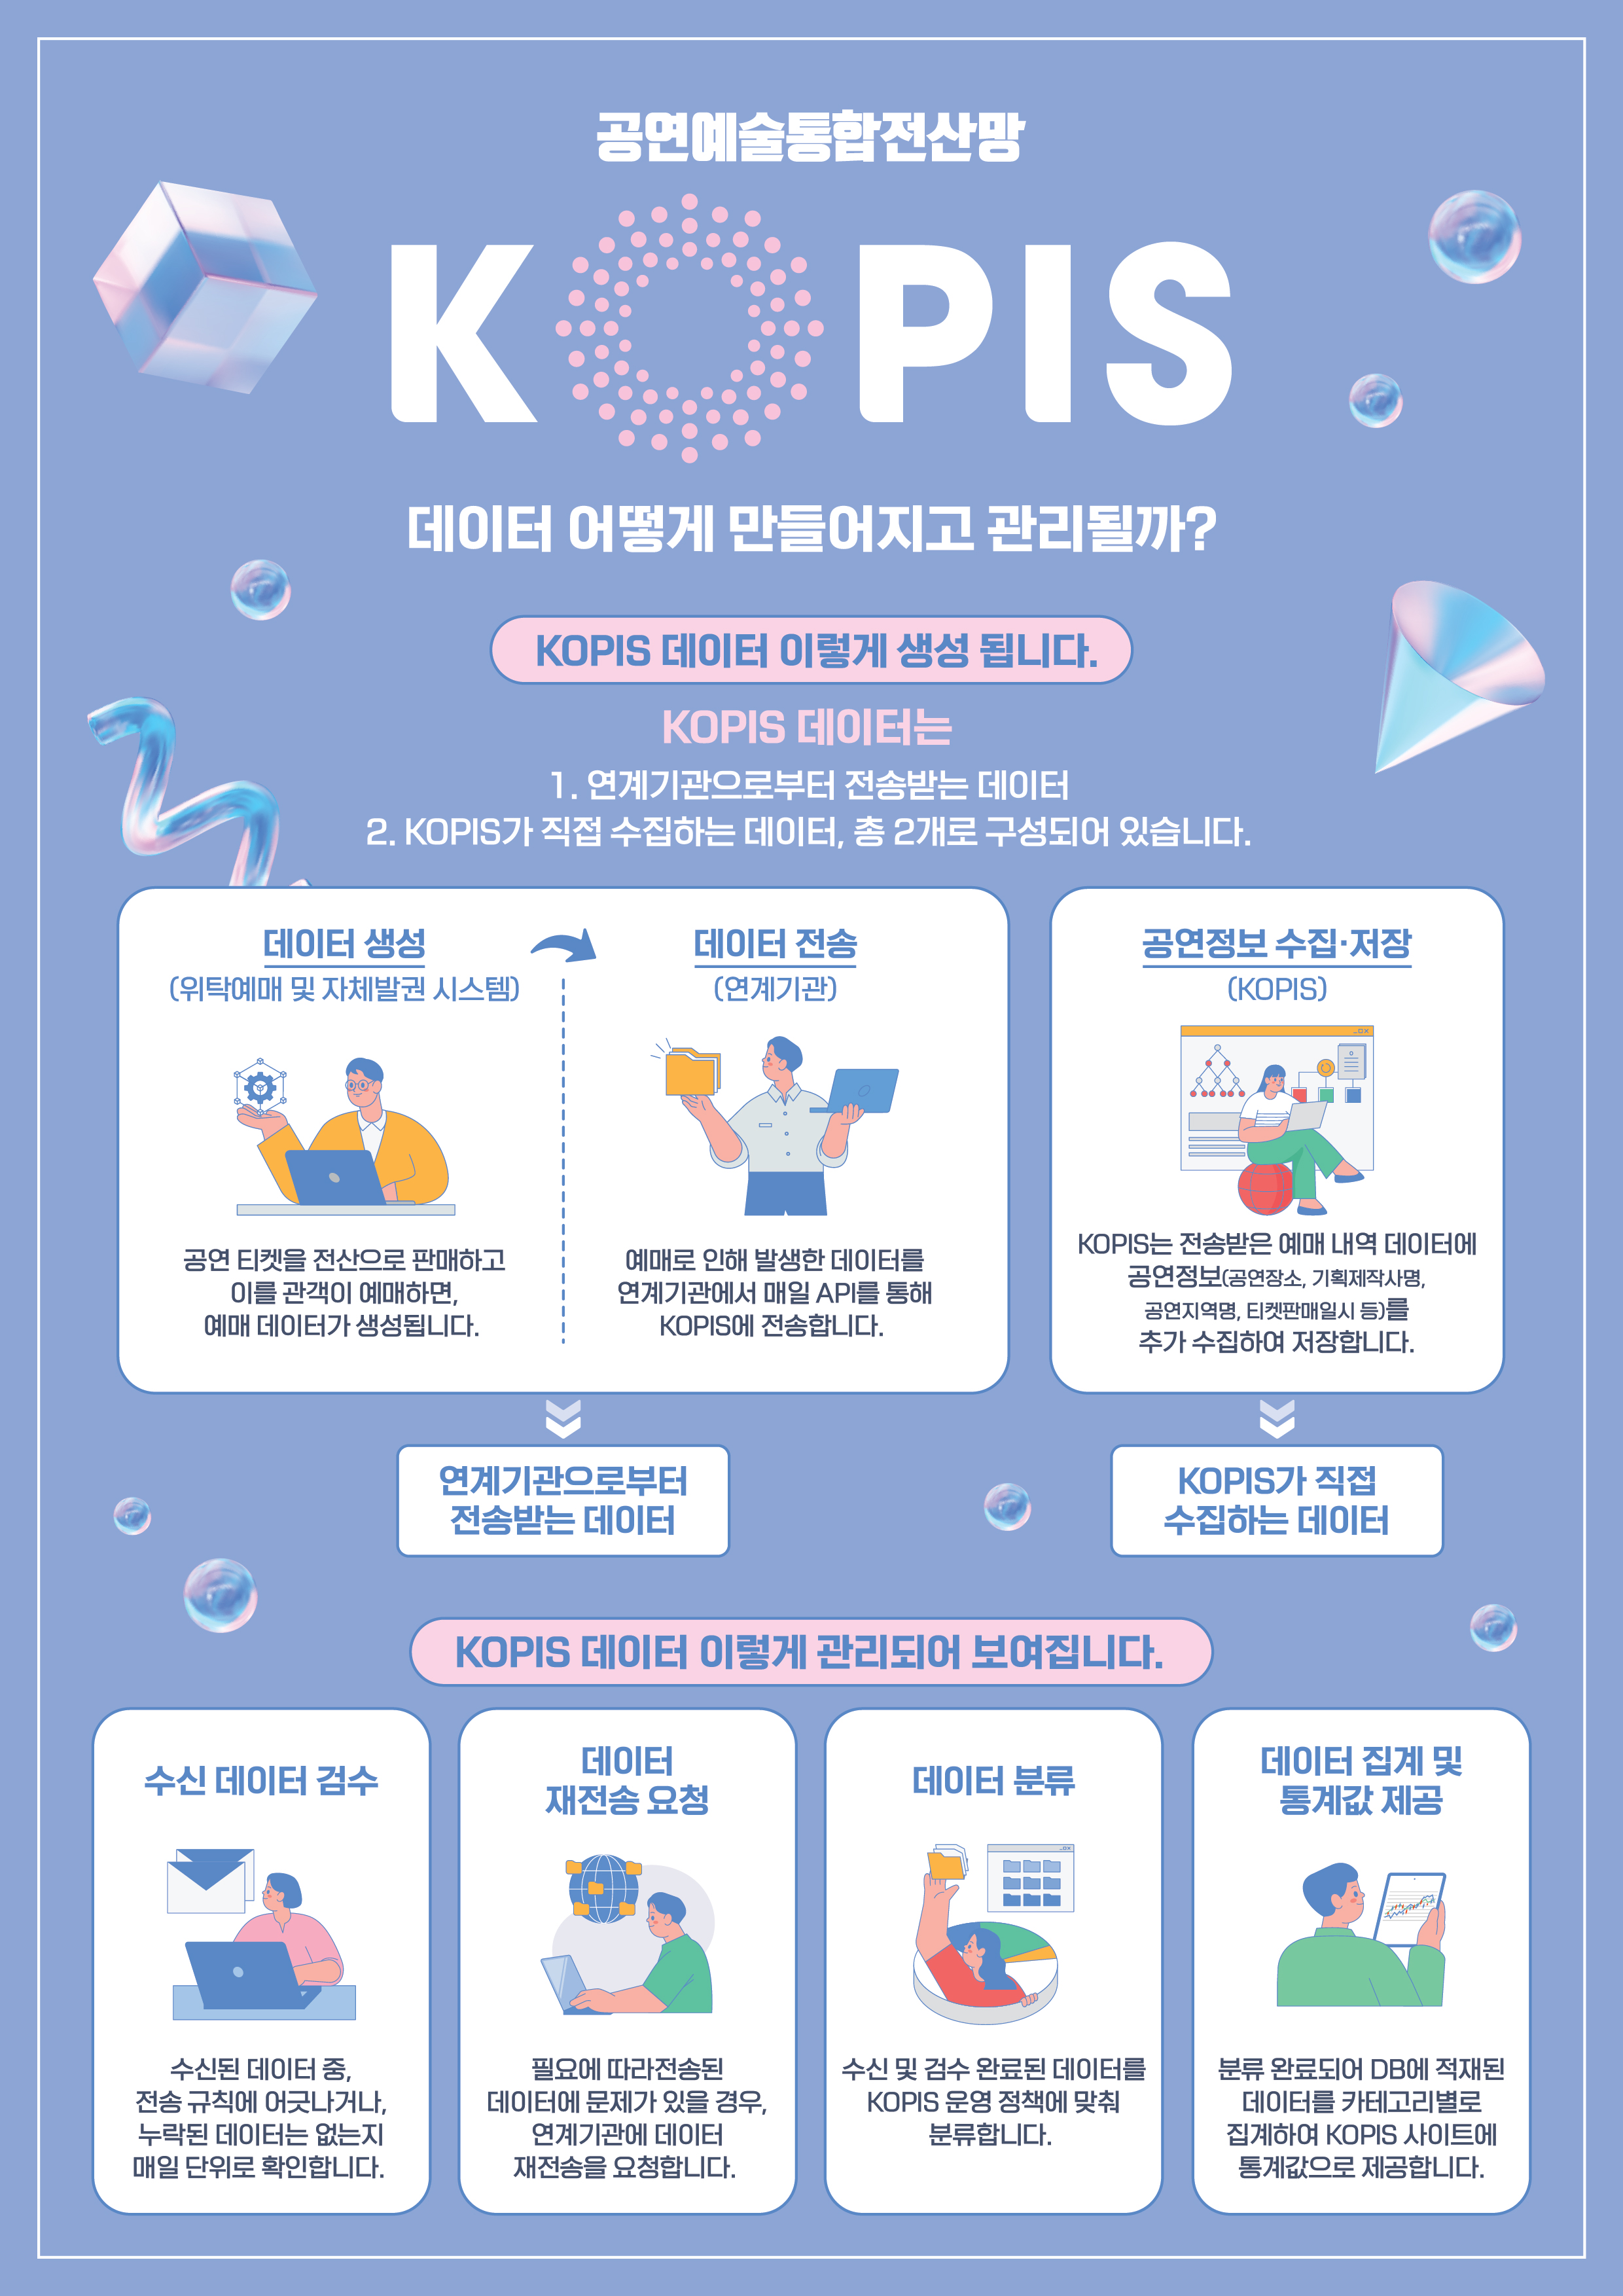 공연예술통합전산망
KOPIS
데이터 어떻게 만들어지고 관리될까?
KOPIS 데이터 이렇게 생성 됩니다.
KOPIS 데이터는
1. 연계기관으로부터 전송받는 데이터
2. KOPIS가 직접 수집하는 데이터, 총 2개로 구성되어 있습니다.
데이터 생성
(위탁예매 및 자체발권 시스템)
공연 티켓을 전산으로 판매하고
이를 관객이 예매하면,
예매 데이터가 생성됩니다.
데이터 전송
(연계기관)
예매로 인해 발생한 데이터를
연계기관에서 매일 API를 통해
KOPIS에 전송합니다.
공연정보 수집·저장
(KOPIS)
KOPIS는 전송받은 예매 내역 데이터에
공연정보(공연장소, 기획제작사명,
공연지역명, 티켓판매일시 등)를
추가 수집하여 저장합니다.
연계기관으로부터
전송받는 데이터
KOPIS가 직접
수집하는 데이터
KOPIS 데이터 이렇게 관리되어 보여집니다.
수신 데이터 검수
수신된 데이터 중,
전송 규칙에 어긋나거나,
누락된 데이터는 없는지
매일 단위로 확인합니다.
데이터
재전송 요청
필요에 따라전송된
데이터에 문제가 있을 경우,
연계기관에 데이터
재전송을 요청합니다.
데이터 분류
수신 및 검수 완료된 데이터를
KOPIS 운영 정책에 맞춰
분류합니다.
데이터 집계 및
통계값 제공
분류 완료되어 DB에 적재된
데이터를 카테고리별로
집계하여 KOPIS 사이트에
통계값으로 제공합니다.